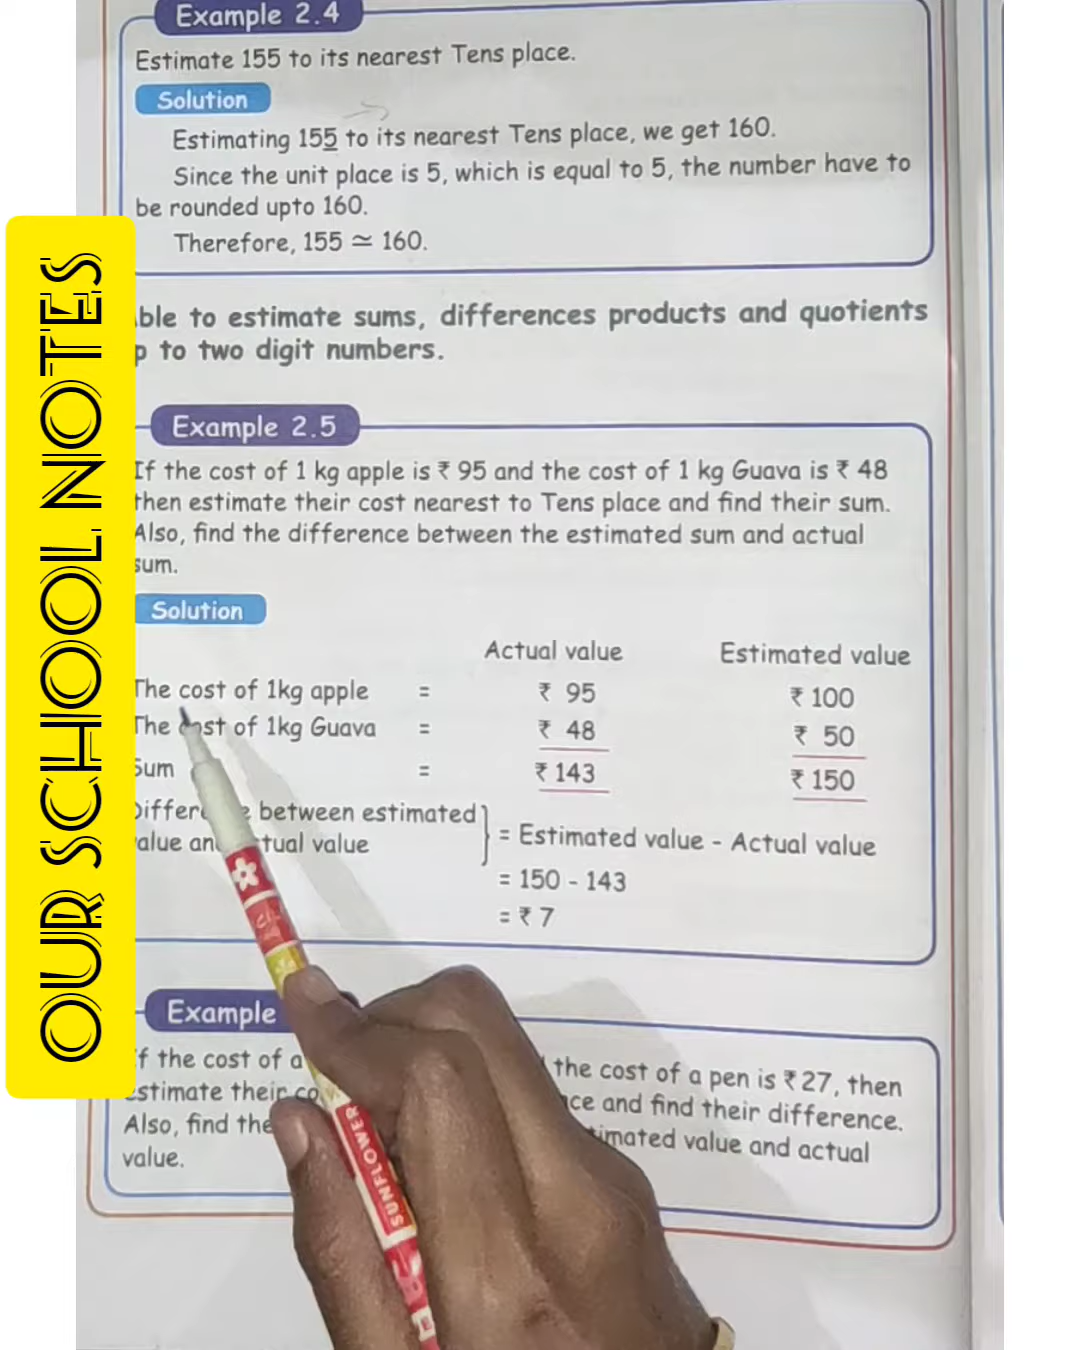 Example 2.4
Estimate 155 to its nearest Tens place.
Solution
Estimating 155 to its nearest Tens place, we get 160.
Since the unit place is 5, which is equal to 5, the number have to
be rounded upto 160.
Therefore, 155 ≃ 160.
OUR SCHOOL NOTES
to estimate sums, differences products and quotients
to two digit numbers.
Example 2.5
If the cost of 1 kg apple is ₹ 95 and the cost of 1 kg Guava is ₹ 48
then estimate their cost nearest to Tens place and find their sum.
Also, find the difference between the estimated sum and actual
sum.
Solution
Actual value Estimated value
The cost of 1kg apple = ₹ 95 ₹ 100
The cost of 1kg Guava = ₹ 48 ₹ 50
Sum = ₹ 143 ₹ 150
between estimated
value = Estimated value - Actual value
= 150 - 143
= ₹ 7
Example
If the cost of a the cost of a pen is ₹ 27, then
estimate their and find their difference.
Also, find the value and actual
value.
SUNFLOWER